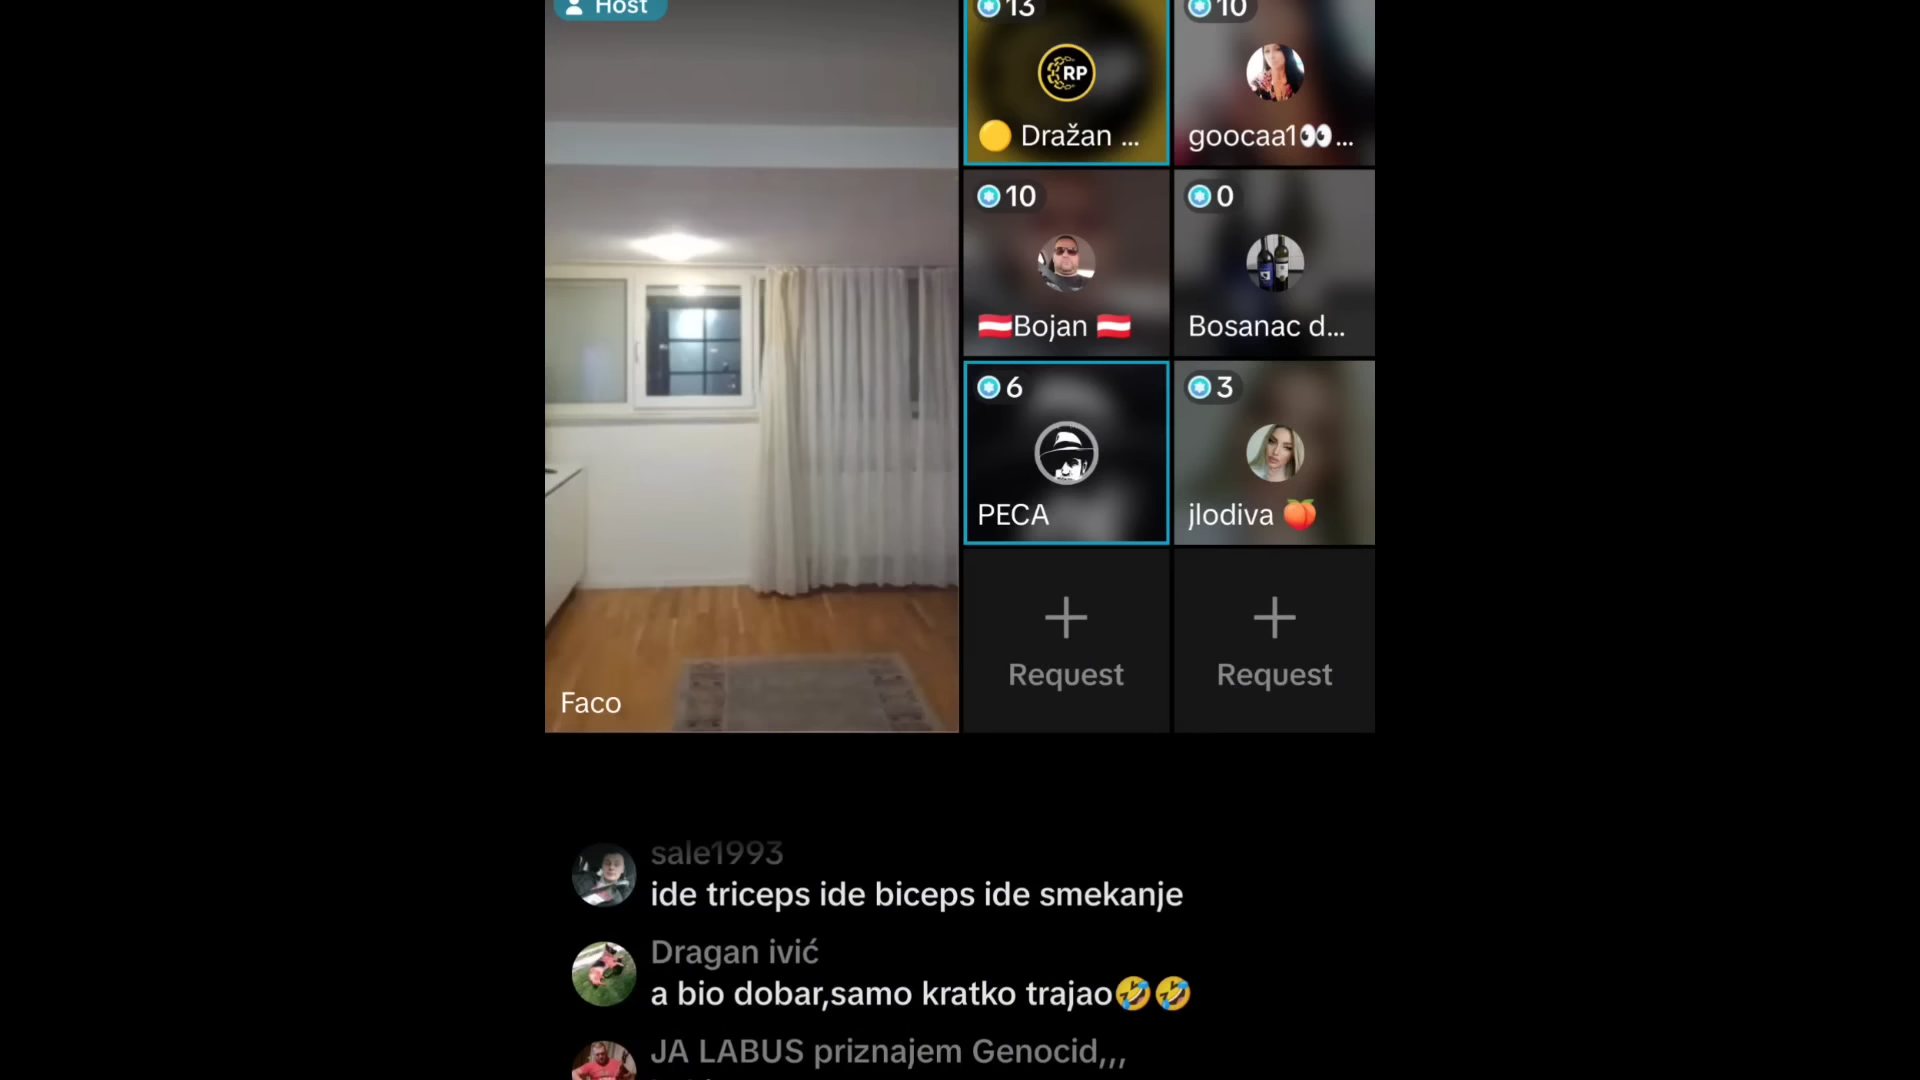 Host
13
10
RP
🟡 Dražan ...
goocaa1👀...
10
0
🇦🇹Bojan 🇦🇹
Bosanac d...
6
3
PECA
jlodiva 🍑
Request
Request
Faco
sale1993
ide triceps ide biceps ide smekanje
Dragan ivić
a bio dobar,samo kratko trajao🤣🤣
JA LABUS priznajem Genocid,,,